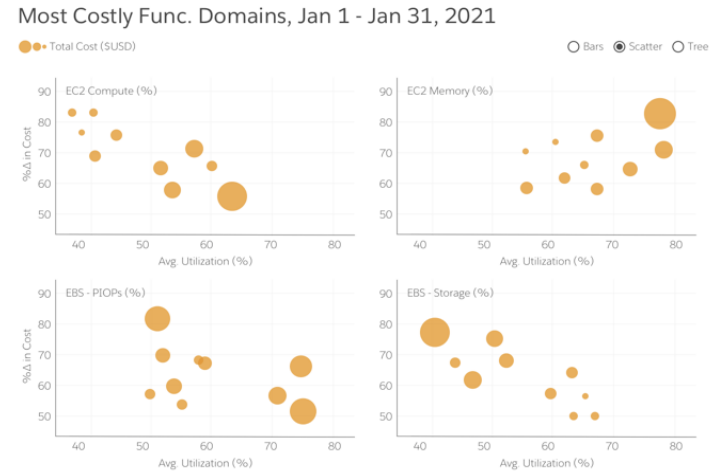 Most Costly Func. Domains, Jan 1 - Jan 31, 2021
Total Cost ($USD)
Bars
Scatter
Tree
EC2 Compute (%)
%Δ in Cost
90
80
70
60
50
40 50 60 70 80
Avg. Utilization (%)
EC2 Memory (%)
90
80
70
60
50
40 50 60 70 80
Avg. Utilization (%)
EBS - PIOPs (%)
%Δ in Cost
90
80
70
60
50
40 50 60 70 80
Avg. Utilization (%)
EBS - Storage (%)
90
80
70
60
50
40 50 60 70 80
Avg. Utilization (%)